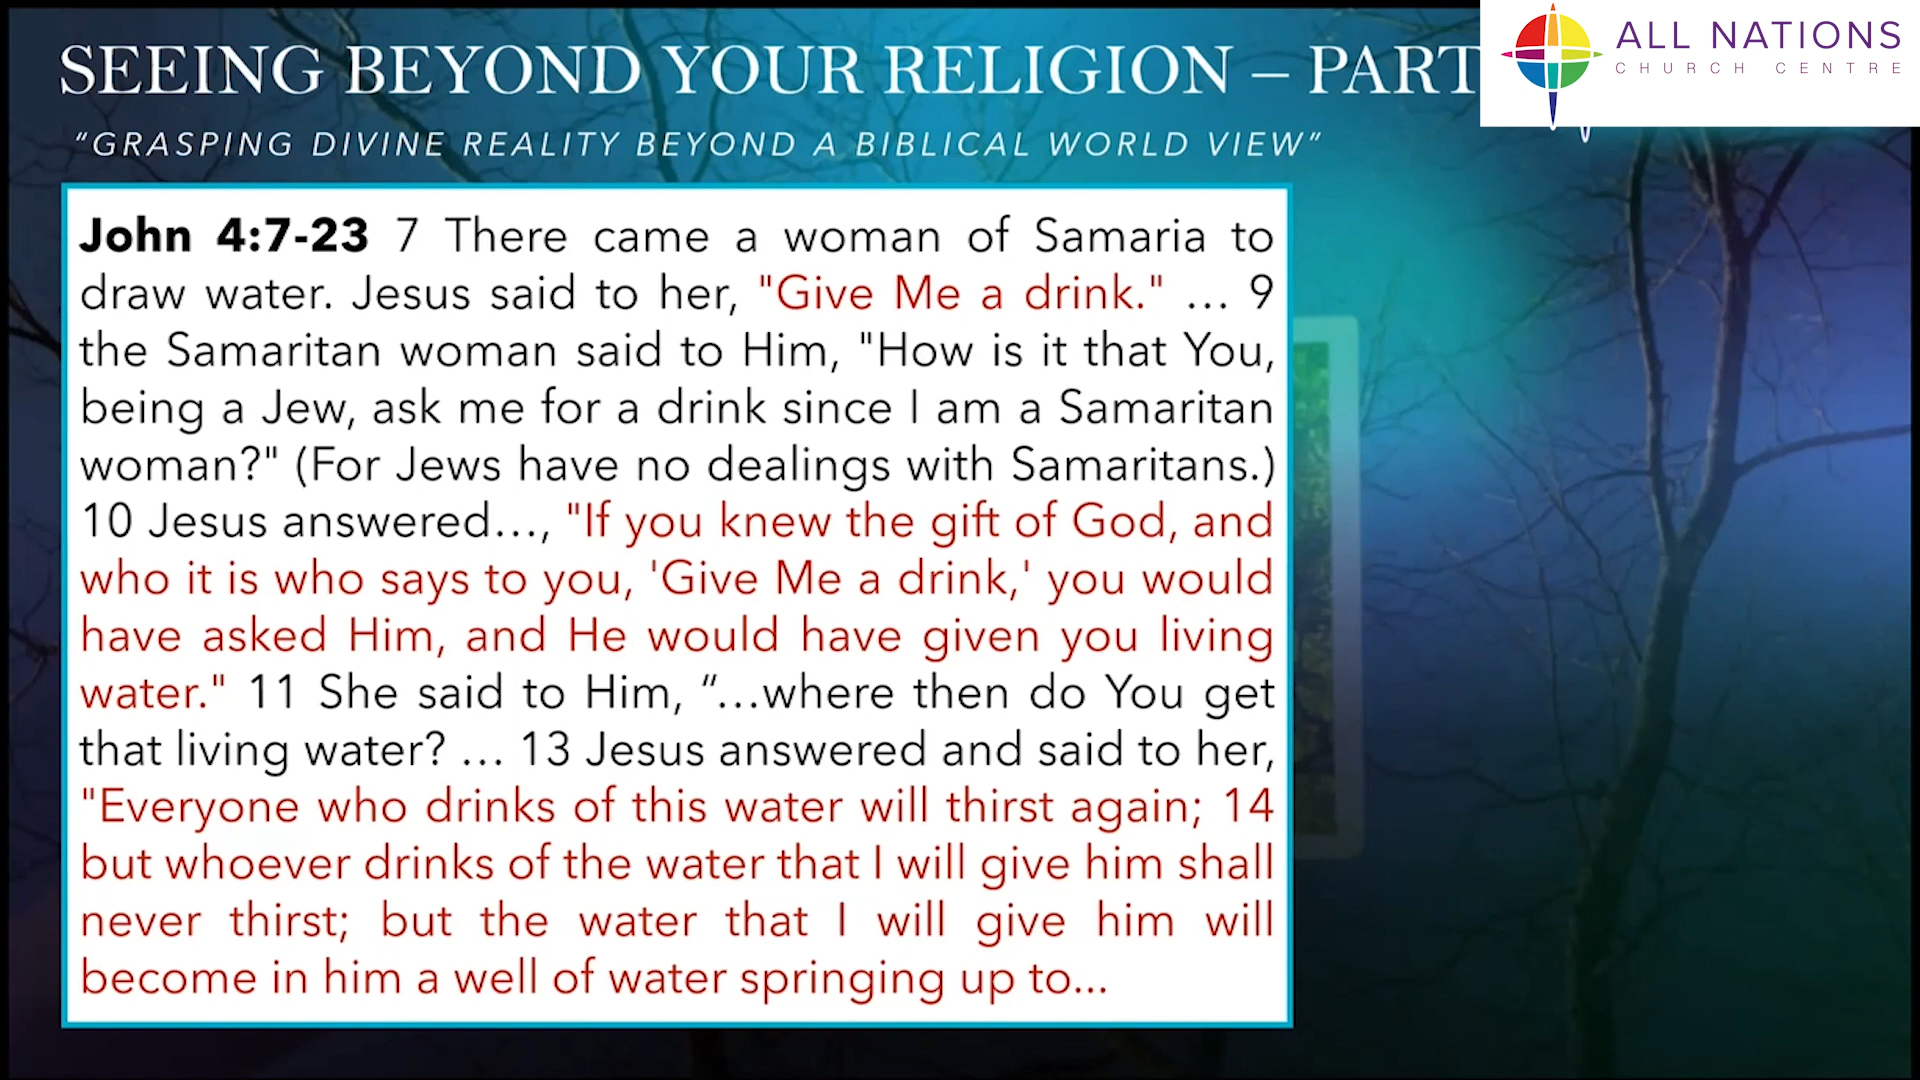 SEEING BEYOND YOUR RELIGION – PART
ALL NATIONS
CHURCH CENTRE
“GRASPING DIVINE REALITY BEYOND A BIBLICAL WORLD VIEW”
John 4:7-23 7 There came a woman of Samaria to
draw water. Jesus said to her, "Give Me a drink." … 9
the Samaritan woman said to Him, "How is it that You,
being a Jew, ask me for a drink since I am a Samaritan
woman?" (For Jews have no dealings with Samaritans.)
10 Jesus answered…, "If you knew the gift of God, and
who it is who says to you, 'Give Me a drink,' you would
have asked Him, and He would have given you living
water." 11 She said to Him, “…where then do You get
that living water? … 13 Jesus answered and said to her,
"Everyone who drinks of this water will thirst again; 14
but whoever drinks of the water that I will give him shall
never thirst; but the water that I will give him will
become in him a well of water springing up to...